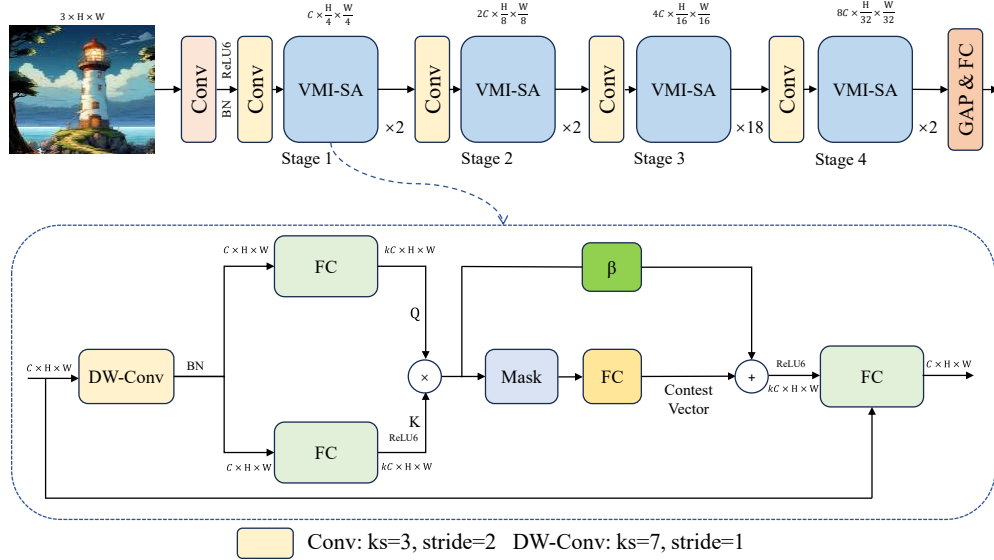 3 × H × W
C × H/4 × W/4
2C × H/8 × W/8
4C × H/16 × W/16
8C × H/32 × W/32
Conv
BN ReLU6
Conv
VMI-SA
×2
Conv
VMI-SA
×2
Conv
VMI-SA
×18
Conv
VMI-SA
×2
GAP & FC
Stage 1
Stage 2
Stage 3
Stage 4
C × H × W
FC
kC × H × W
β
Q
C × H × W
DW-Conv
BN
×
Mask
FC
Contest
Vector
+
ReLU6
kC × H × W
FC
C × H × W
K
ReLU6
C × H × W
FC
kC × H × W
Conv: ks=3, stride=2 DW-Conv: ks=7, stride=1